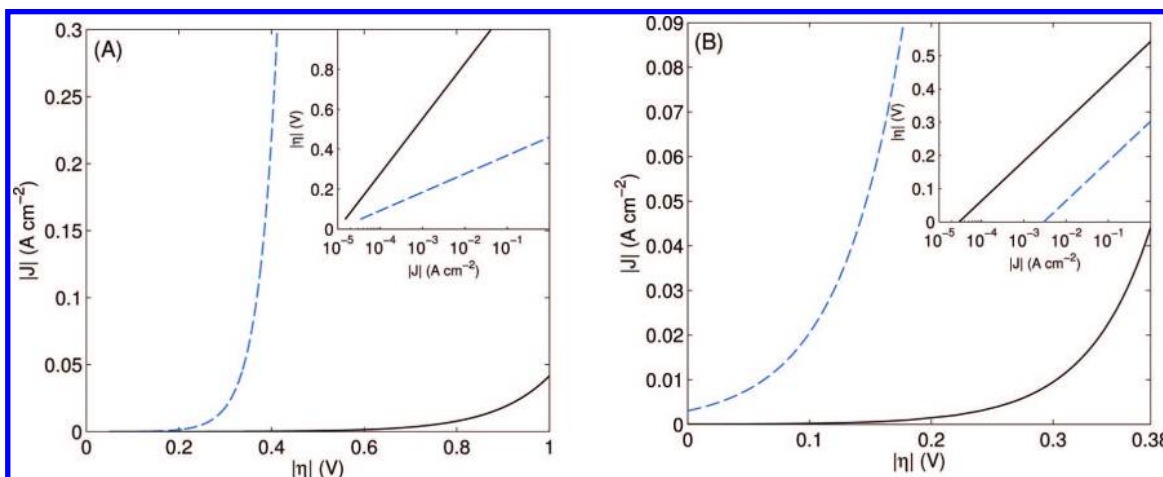 (A)
0.3
0.25
0.2
0.15
0.1
0.05
0
|J| (A cm⁻²)
0 0.2 0.4 0.6 0.8 1
|η| (V)
0.8
0.6
0.4
0.2
0
|η| (V)
10⁻⁵ 10⁻⁴ 10⁻³ 10⁻² 10⁻¹
|J| (A cm⁻²)
(B)
0.09
0.08
0.07
0.06
0.05
0.04
0.03
0.02
0.01
0
|J| (A cm⁻²)
0 0.1 0.2 0.3 0.38
|η| (V)
0.5
0.4
0.3
0.2
0.1
0
|η| (V)
10⁻⁵ 10⁻⁴ 10⁻³ 10⁻² 10⁻¹
|J| (A cm⁻²)